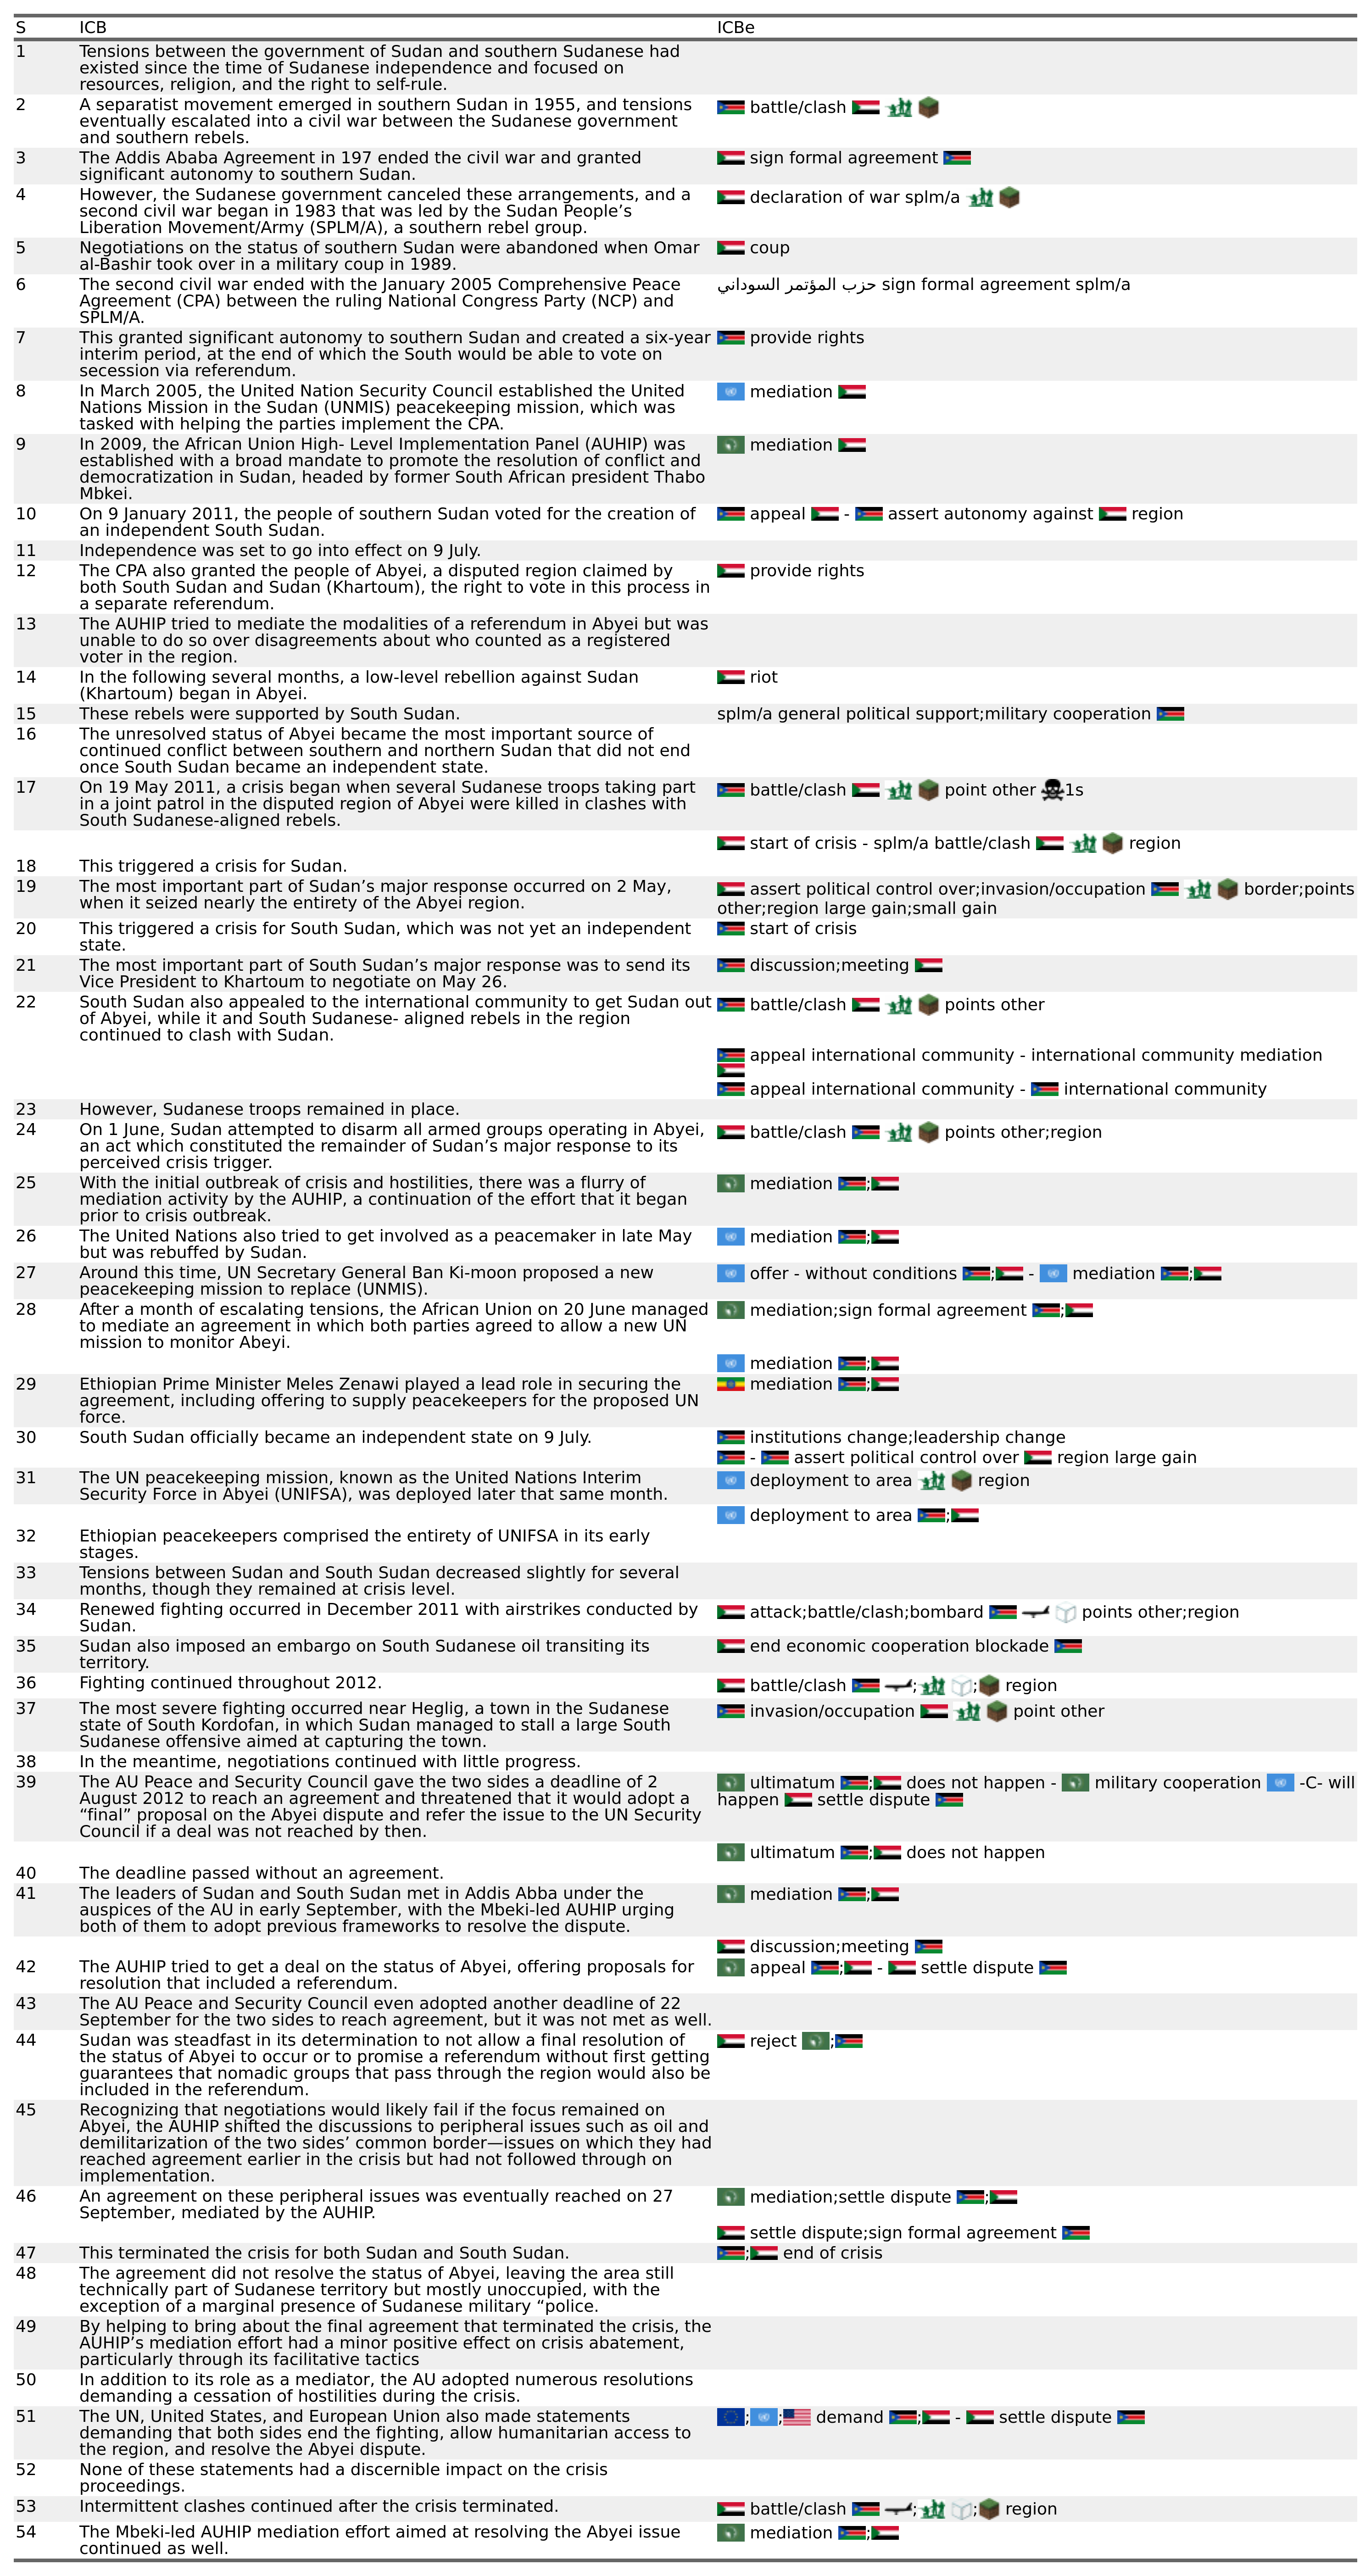 S ICB ICBe
1 Tensions between the government of Sudan and southern Sudanese had
existed since the time of Sudanese independence and focused on
resources, religion, and the right to self-rule.
2 A separatist movement emerged in southern Sudan in 1955, and tensions
eventually escalated into a civil war between the Sudanese government
and southern rebels.
battle/clash
3 The Addis Ababa Agreement in 197 ended the civil war and granted
significant autonomy to southern Sudan.
sign formal agreement
4 However, the Sudanese government canceled these arrangements, and a
second civil war began in 1983 that was led by the Sudan People’s
Liberation Movement/Army (SPLM/A), a southern rebel group.
declaration of war splm/a
5 Negotiations on the status of southern Sudan were abandoned when Omar
al-Bashir took over in a military coup in 1989.
coup
6 The second civil war ended with the January 2005 Comprehensive Peace
Agreement (CPA) between the ruling National Congress Party (NCP) and
SPLM/A.
حزب المؤتمر السوداني sign formal agreement splm/a
7 This granted significant autonomy to southern Sudan and created a six-year
interim period, at the end of which the South would be able to vote on
secession via referendum.
provide rights
8 In March 2005, the United Nation Security Council established the United
Nations Mission in the Sudan (UNMIS) peacekeeping mission, which was
tasked with helping the parties implement the CPA.
mediation
9 In 2009, the African Union High- Level Implementation Panel (AUHIP) was
established with a broad mandate to promote the resolution of conflict and
democratization in Sudan, headed by former South African president Thabo
Mbkei.
mediation
10 On 9 January 2011, the people of southern Sudan voted for the creation of
an independent South Sudan.
appeal - assert autonomy against region
11 Independence was set to go into effect on 9 July.
12 The CPA also granted the people of Abyei, a disputed region claimed by
both South Sudan and Sudan (Khartoum), the right to vote in this process in
a separate referendum.
provide rights
13 The AUHIP tried to mediate the modalities of a referendum in Abyei but was
unable to do so over disagreements about who counted as a registered
voter in the region.
14 In the following several months, a low-level rebellion against Sudan
(Khartoum) began in Abyei.
riot
15 These rebels were supported by South Sudan.
splm/a general political support;military cooperation
16 The unresolved status of Abyei became the most important source of
continued conflict between southern and northern Sudan that did not end
once South Sudan became an independent state.
17 On 19 May 2011, a crisis began when several Sudanese troops taking part
in a joint patrol in the disputed region of Abyei were killed in clashes with
South Sudanese-aligned rebels.
battle/clash point other 1s
start of crisis - splm/a battle/clash region
18 This triggered a crisis for Sudan.
19 The most important part of Sudan’s major response occurred on 2 May,
when it seized nearly the entirety of the Abyei region.
assert political control over;invasion/occupation border;points
other;region large gain;small gain
20 This triggered a crisis for South Sudan, which was not yet an independent
state.
start of crisis
21 The most important part of South Sudan’s major response was to send its
Vice President to Khartoum to negotiate on May 26.
discussion;meeting
22 South Sudan also appealed to the international community to get Sudan out
of Abyei, while it and South Sudanese- aligned rebels in the region
continued to clash with Sudan.
battle/clash points other
appeal international community - international community mediation
appeal international community - international community
23 However, Sudanese troops remained in place.
24 On 1 June, Sudan attempted to disarm all armed groups operating in Abyei,
an act which constituted the remainder of Sudan’s major response to its
perceived crisis trigger.
battle/clash points other;region
25 With the initial outbreak of crisis and hostilities, there was a flurry of
mediation activity by the AUHIP, a continuation of the effort that it began
prior to crisis outbreak.
mediation ;
26 The United Nations also tried to get involved as a peacemaker in late May
but was rebuffed by Sudan.
mediation ;
27 Around this time, UN Secretary General Ban Ki-moon proposed a new
peacekeeping mission to replace (UNMIS).
offer - without conditions ; - mediation ;
28 After a month of escalating tensions, the African Union on 20 June managed
to mediate an agreement in which both parties agreed to allow a new UN
mission to monitor Abeyi.
mediation;sign formal agreement ;
mediation ;
29 Ethiopian Prime Minister Meles Zenawi played a lead role in securing the
agreement, including offering to supply peacekeepers for the proposed UN
force.
mediation ;
30 South Sudan officially became an independent state on 9 July.
institutions change;leadership change
- assert political control over region large gain
31 The UN peacekeeping mission, known as the United Nations Interim
Security Force in Abyei (UNIFSA), was deployed later that same month.
deployment to area region
deployment to area ;
32 Ethiopian peacekeepers comprised the entirety of UNIFSA in its early
stages.
33 Tensions between Sudan and South Sudan decreased slightly for several
months, though they remained at crisis level.
34 Renewed fighting occurred in December 2011 with airstrikes conducted by
Sudan.
attack;battle/clash;bombard points other;region
35 Sudan also imposed an embargo on South Sudanese oil transiting its
territory.
end economic cooperation blockade
36 Fighting continued throughout 2012.
battle/clash ; ; region
37 The most severe fighting occurred near Heglig, a town in the Sudanese
state of South Kordofan, in which Sudan managed to stall a large South
Sudanese offensive aimed at capturing the town.
invasion/occupation point other
38 In the meantime, negotiations continued with little progress.
39 The AU Peace and Security Council gave the two sides a deadline of 2
August 2012 to reach an agreement and threatened that it would adopt a
“final” proposal on the Abyei dispute and refer the issue to the UN Security
Council if a deal was not reached by then.
ultimatum ; does not happen - military cooperation -C- will
happen settle dispute
ultimatum ; does not happen
40 The deadline passed without an agreement.
41 The leaders of Sudan and South Sudan met in Addis Abba under the
auspices of the AU in early September, with the Mbeki-led AUHIP urging
both of them to adopt previous frameworks to resolve the dispute.
mediation ;
discussion;meeting
42 The AUHIP tried to get a deal on the status of Abyei, offering proposals for
resolution that included a referendum.
appeal ; - settle dispute
43 The AU Peace and Security Council even adopted another deadline of 22
September for the two sides to reach agreement, but it was not met as well.
44 Sudan was steadfast in its determination to not allow a final resolution of
the status of Abyei to occur or to promise a referendum without first getting
guarantees that nomadic groups that pass through the region would also be
included in the referendum.
reject ;
45 Recognizing that negotiations would likely fail if the focus remained on
Abyei, the AUHIP shifted the discussions to peripheral issues such as oil and
demilitarization of the two sides’ common border—issues on which they had
reached agreement earlier in the crisis but had not followed through on
implementation.
46 An agreement on these peripheral issues was eventually reached on 27
September, mediated by the AUHIP.
mediation;settle dispute ;
settle dispute;sign formal agreement
47 This terminated the crisis for both Sudan and South Sudan.
; end of crisis
48 The agreement did not resolve the status of Abyei, leaving the area still
technically part of Sudanese territory but mostly unoccupied, with the
exception of a marginal presence of Sudanese military “police.
49 By helping to bring about the final agreement that terminated the crisis, the
AUHIP’s mediation effort had a minor positive effect on crisis abatement,
particularly through its facilitative tactics
50 In addition to its role as a mediator, the AU adopted numerous resolutions
demanding a cessation of hostilities during the crisis.
51 The UN, United States, and European Union also made statements
demanding that both sides end the fighting, allow humanitarian access to
the region, and resolve the Abyei dispute.
; ; demand ; - settle dispute
52 None of these statements had a discernible impact on the crisis
proceedings.
53 Intermittent clashes continued after the crisis terminated.
battle/clash ; ; region
54 The Mbeki-led AUHIP mediation effort aimed at resolving the Abyei issue
continued as well.
mediation ;